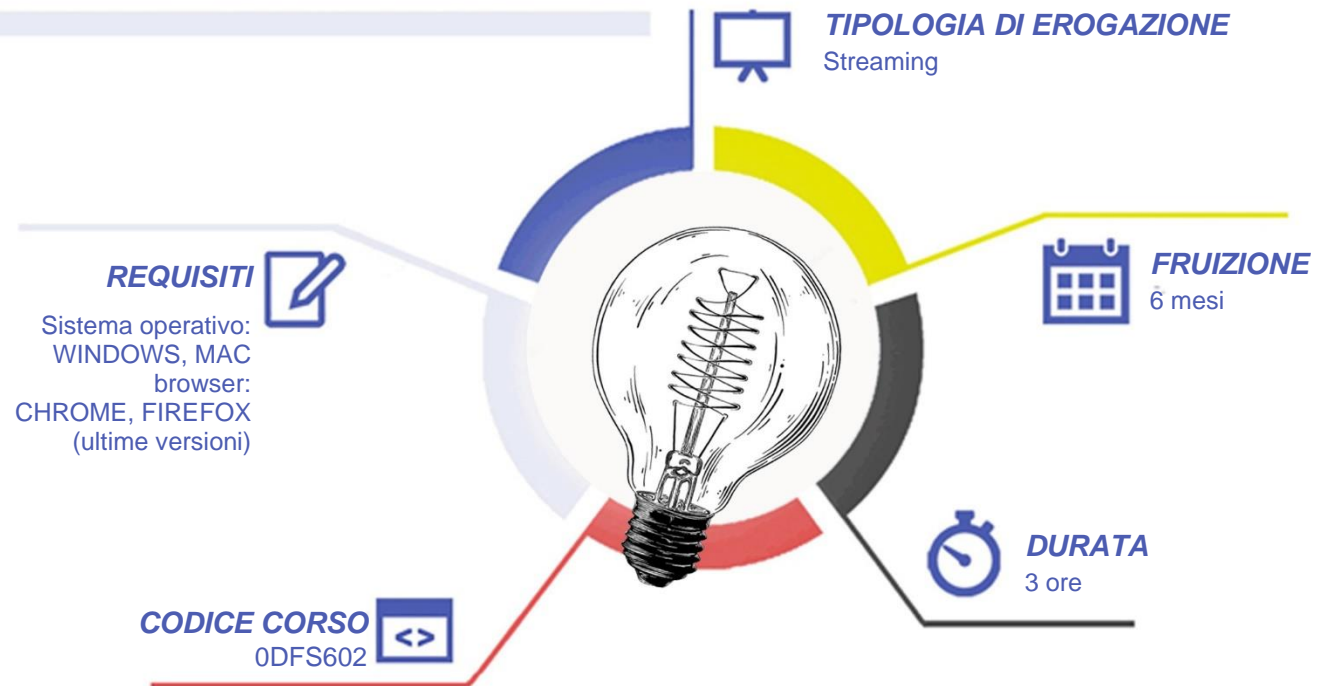 TIPOLOGIA DI EROGAZIONE
Streaming
REQUISITI
Sistema operativo:
WINDOWS, MAC
browser:
CHROME, FIREFOX
(ultime versioni)
FRUIZIONE
6 mesi
DURATA
3 ore
CODICE CORSO
0DFS602
<>